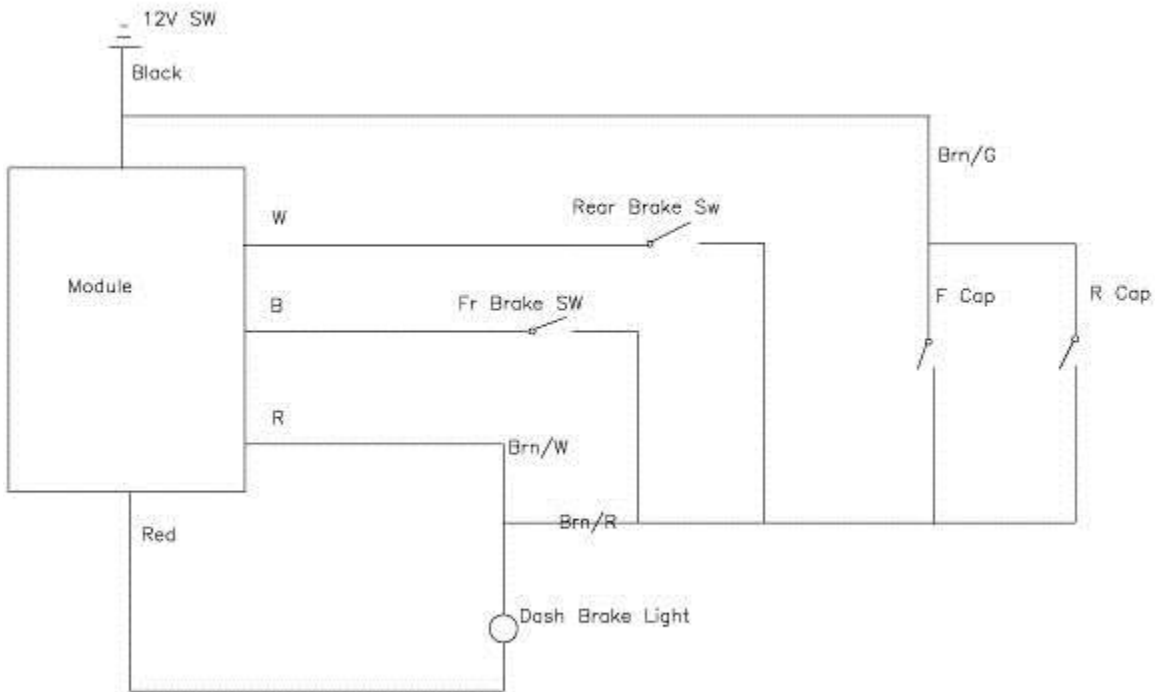 12V SW
Black
Brn/G
W
Rear Brake Sw
Module
B
Fr Brake SW
F Cap
R Cap
R
Brn/W
Brn/R
Red
Dash Brake Light